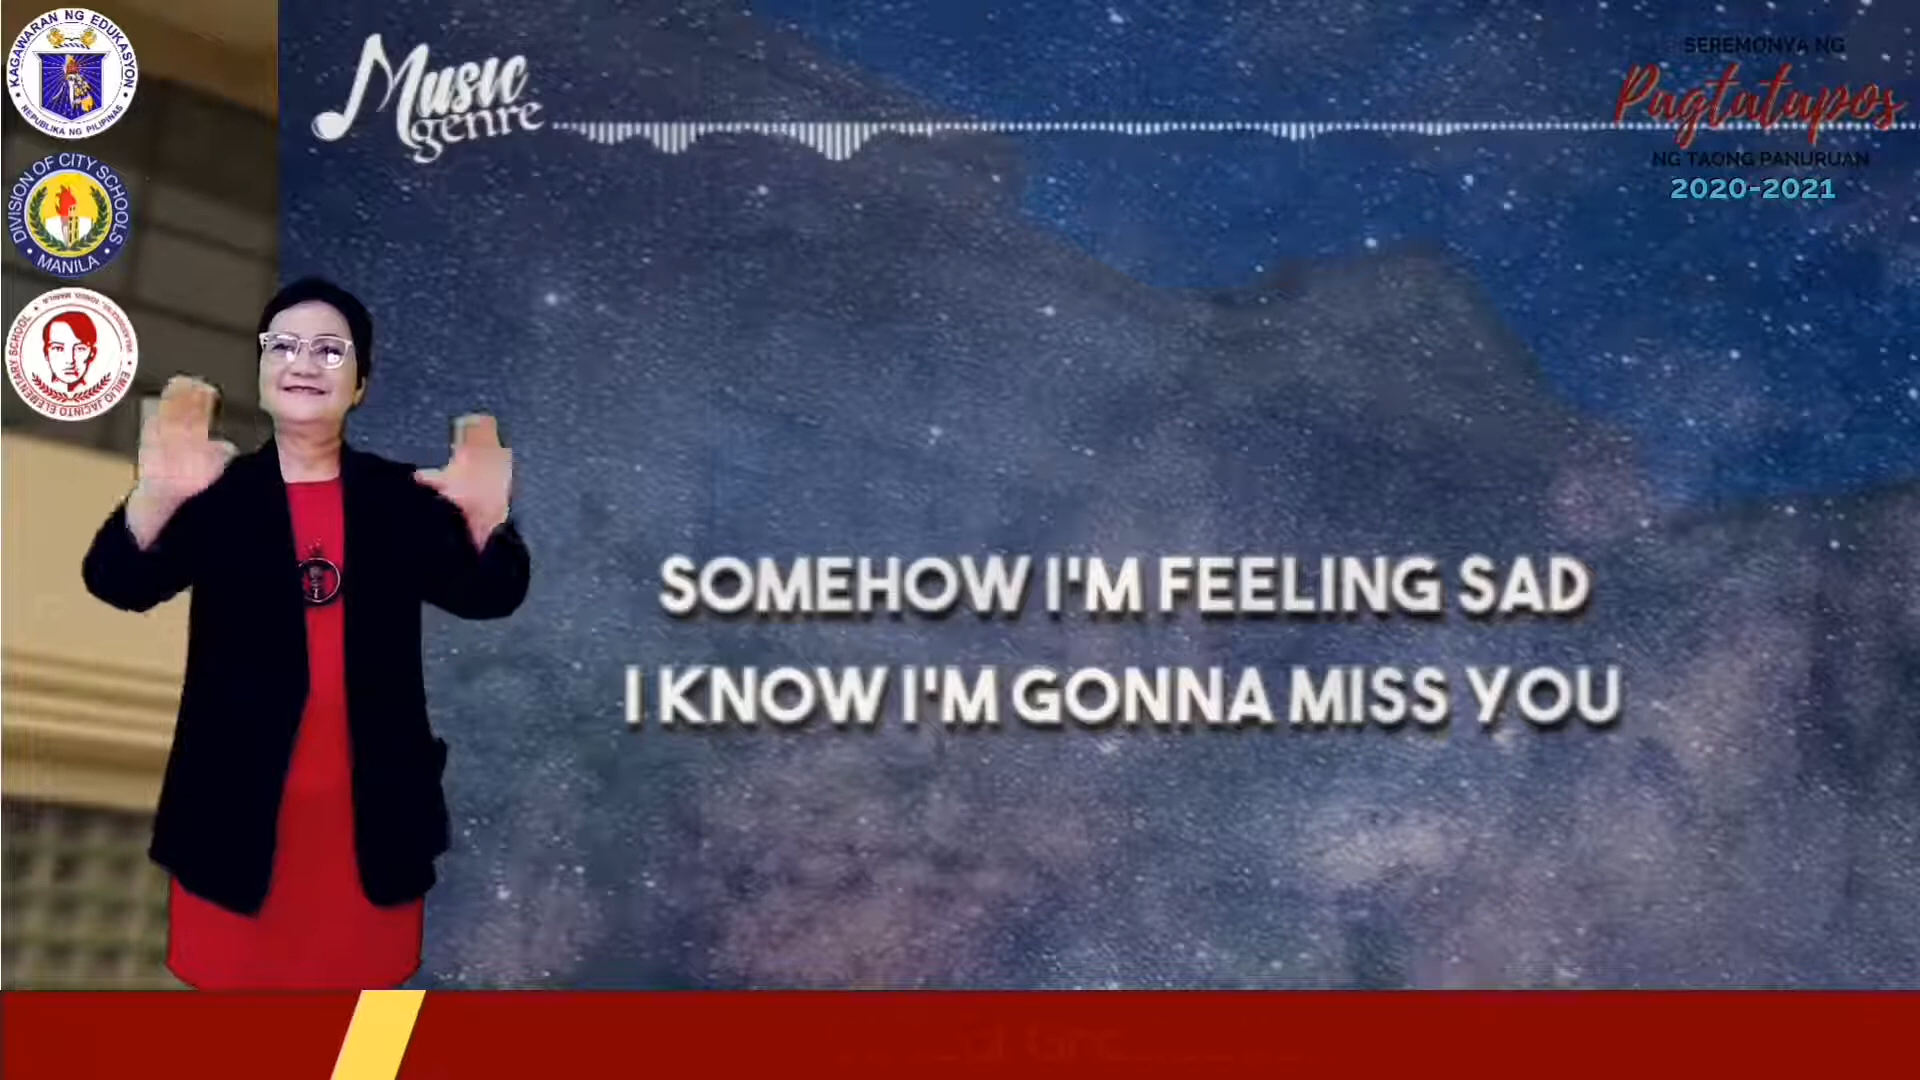 KAGAWARAN NG EDUKASYON
REPUBLIKA NG PILIPINAS
DIVISION OF CITY SCHOOLS
MANILA
EMILIO JACINTO ELEMENTARY SCHOOL
Music
genre
SEREMONYA NG
Pagtatapos
NG TAONG PANURUAN
2020-2021
SOMEHOW I'M FEELING SAD
I KNOW I'M GONNA MISS YOU